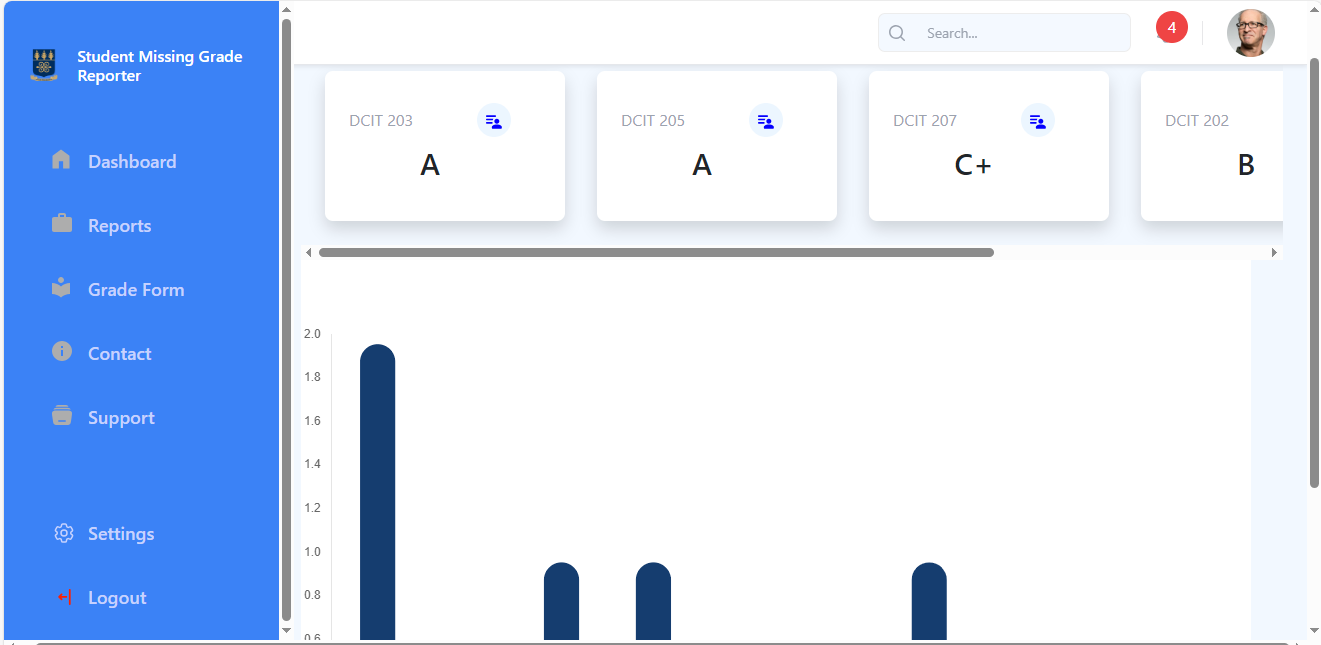 Student Missing Grade
Reporter
Dashboard
Reports
Grade Form
Contact
Support
Settings
Logout
Search...
4
DCIT 203
A
DCIT 205
A
DCIT 207
C+
DCIT 202
B
2.0
1.8
1.6
1.4
1.2
1.0
0.8
0.6